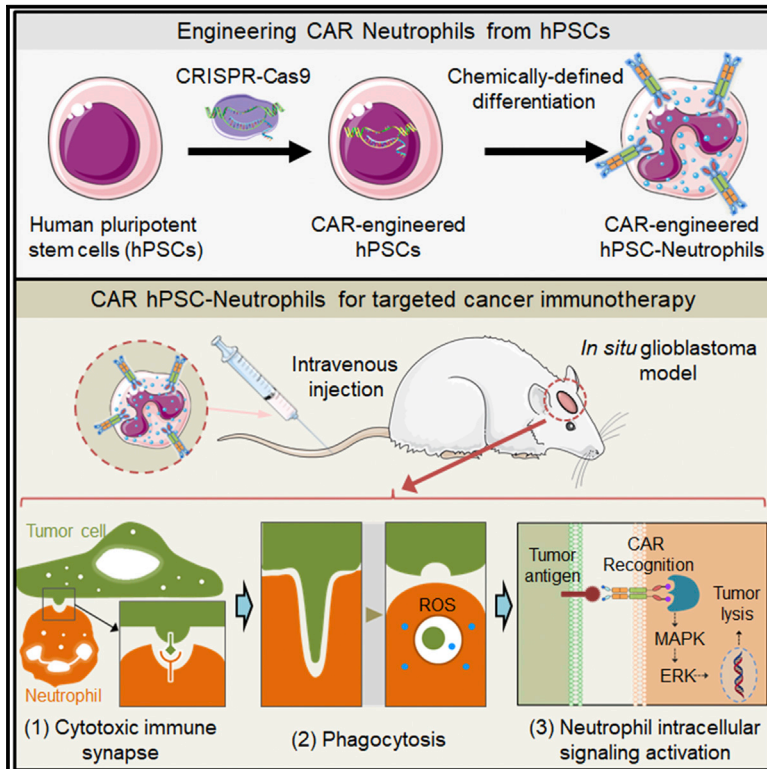 Engineering CAR Neutrophils from hPSCs
CRISPR-Cas9
Chemically-defined
differentiation
Human pluripotent
stem cells (hPSCs)
CAR-engineered
hPSCs
CAR-engineered
hPSC-Neutrophils
CAR hPSC-Neutrophils for targeted cancer immunotherapy
Intravenous
injection
In situ glioblastoma
model
Tumor cell
Neutrophil
(1) Cytotoxic immune
synapse
ROS
(2) Phagocytosis
Tumor
antigen
CAR
Recognition
Tumor
lysis
MAPK
ERK
(3) Neutrophil intracellular
signaling activation